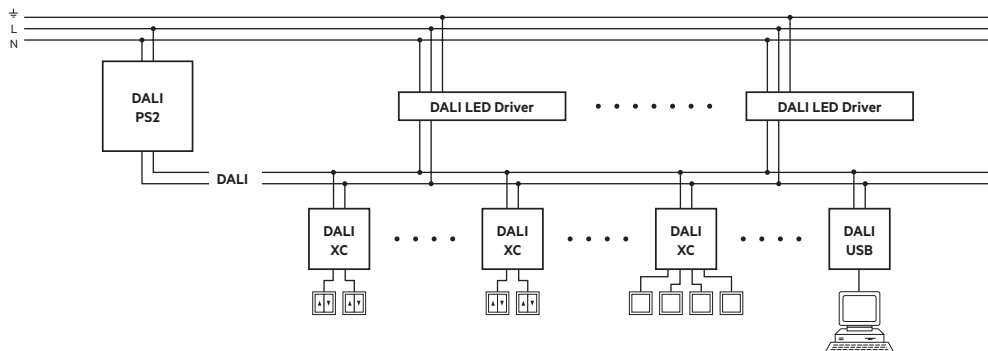 L
N
DALI
PS2
DALI LED Driver
DALI LED Driver
DALI
DALI
XC
DALI
XC
DALI
XC
DALI
USB